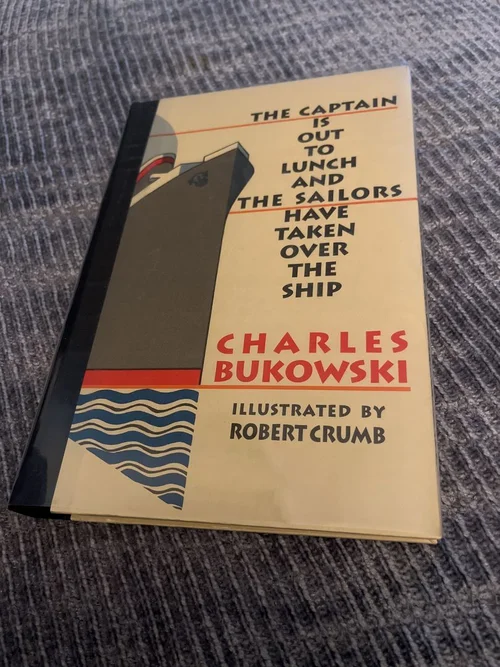 THE CAPTAIN
IS
OUT
TO
LUNCH
AND
THE SAILORS
HAVE
TAKEN
OVER
THE
SHIP
CHARLES
BUKOWSKI
ILLUSTRATED BY
ROBERT CRUMB